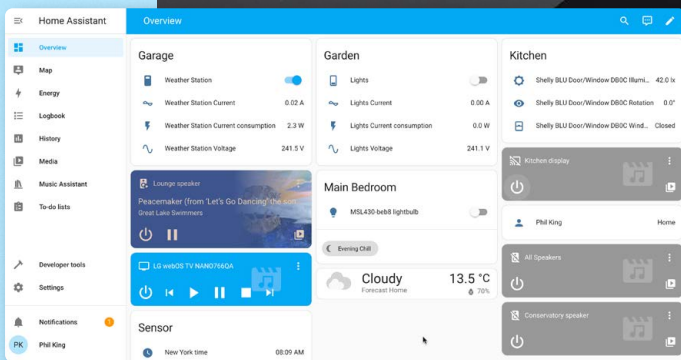 Home Assistant
Overview
Overview
Map
Energy
Logbook
History
Media
Music Assistant
To-do lists
Developer tools
Settings
Notifications
1
PK
Phil King
Garage
Weather Station
Weather Station Current 0.02 A
Weather Station Current consumption 2.3 W
Weather Station Voltage 241.5 V
Lounge speaker
Peacemaker (from 'Let's Go Dancing' the son
Great Lake Swimmers
LG webOS TV NANO766QA
Sensor
New York time 08:09 AM
Garden
Lights
Lights Current 0.00 A
Lights Current consumption 0.0 W
Lights Voltage 241.1 V
Main Bedroom
MSL430-beb8 lightbulb
Evening Chill
Cloudy 13.5 °C
Forecast Home 70%
Kitchen
Shelly BLU Door/Window DB0C Illumi... 42.0 lx
Shelly BLU Door/Window DB0C Rotation 0.0°
Shelly BLU Door/Window DB0C Wind... Closed
Kitchen display
Phil King Home
All Speakers
Conservatory speaker